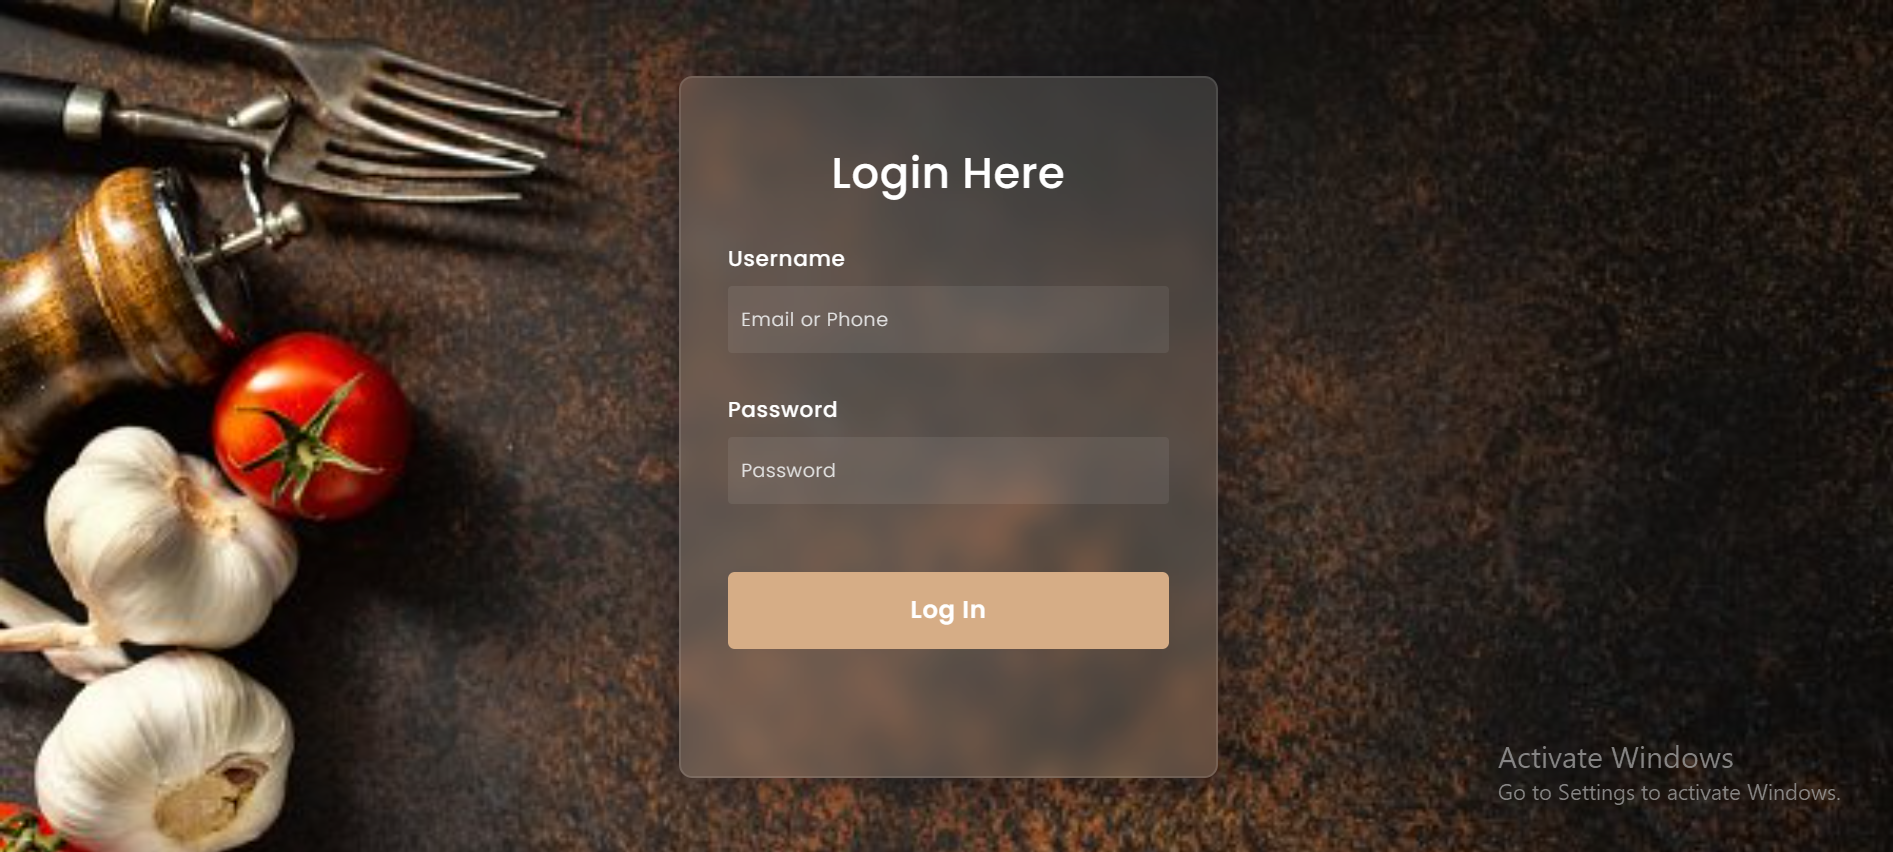 Login Here
Username
Email or Phone
Password
Password
Log In
Activate Windows
Go to Settings to activate Windows.